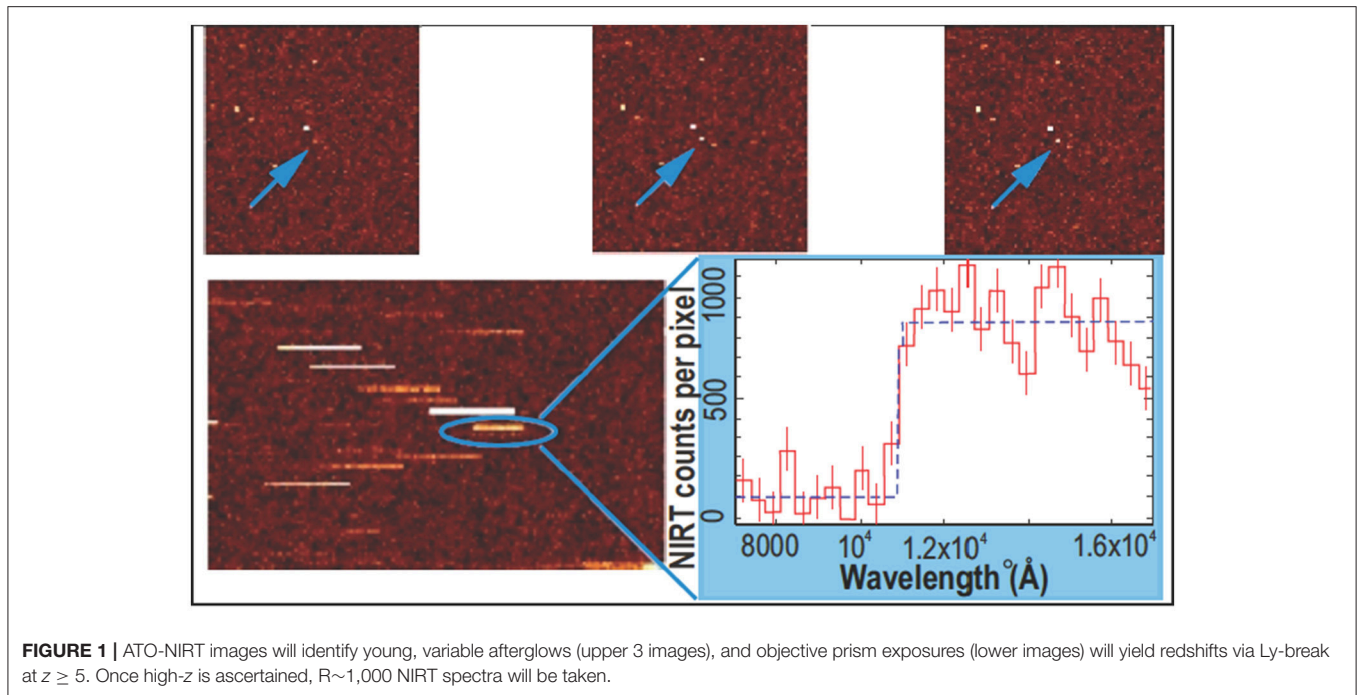 NIRT counts per pixel
1000
500
0
8000
10⁴
1.2x10⁴
1.6x10⁴
Wavelength (Å)
FIGURE 1 | ATO-NIRT images will identify young, variable afterglows (upper 3 images), and objective prism exposures (lower images) will yield redshifts via Ly-break
at z ≥ 5. Once high-z is ascertained, R~1,000 NIRT spectra will be taken.